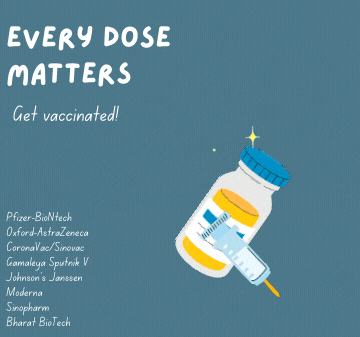 EVERY DOSE
MATTERS
Get vaccinated!
Pfizer-BioNtech
Oxford-AstraZeneca
CoronaVac/Sinovac
Gamaleya Sputnik V
Johnson's Janssen
Moderna
Sinopharm
Bharat BioTech